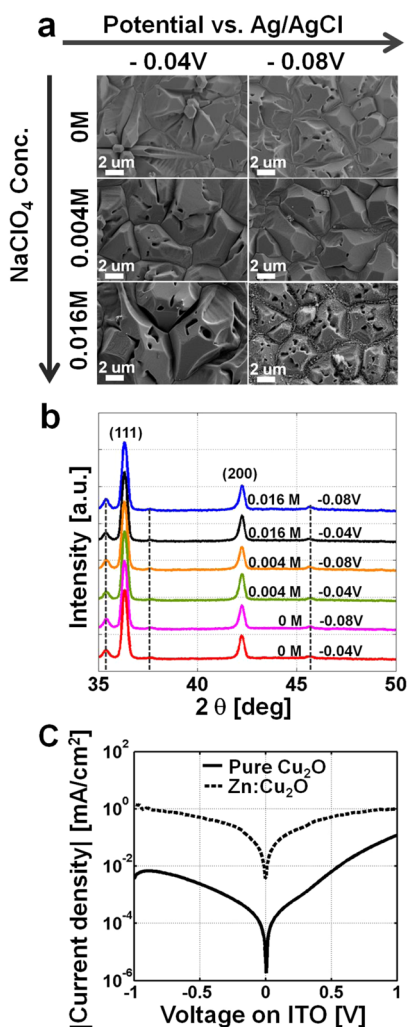 a
Potential vs. Ag/AgCl
- 0.04V - 0.08V
NaClO4 Conc.
0M
2 um 2 um
0.004M
2 um 2 um
0.016M
2 um 2 um
b
(111)
(200)
0.016 M -0.08V
0.016 M -0.04V
0.004 M -0.08V
0.004 M -0.04V
0 M -0.08V
0 M -0.04V
Intensity [a.u.]
35 40 45 50
2 θ [deg]
C
10^2
10^0
10^-2
10^-4
10^-6
Pure Cu2O
Zn:Cu2O
|Current density| [mA/cm^2]
-1 -0.5 0 0.5 1
Voltage on ITO [V]